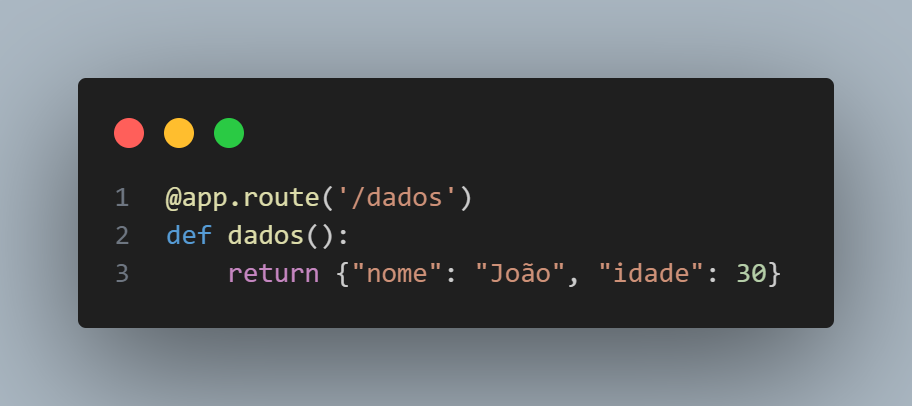 1 @app.route('/dados')
2 def dados():
3     return {"nome": "João", "idade": 30}